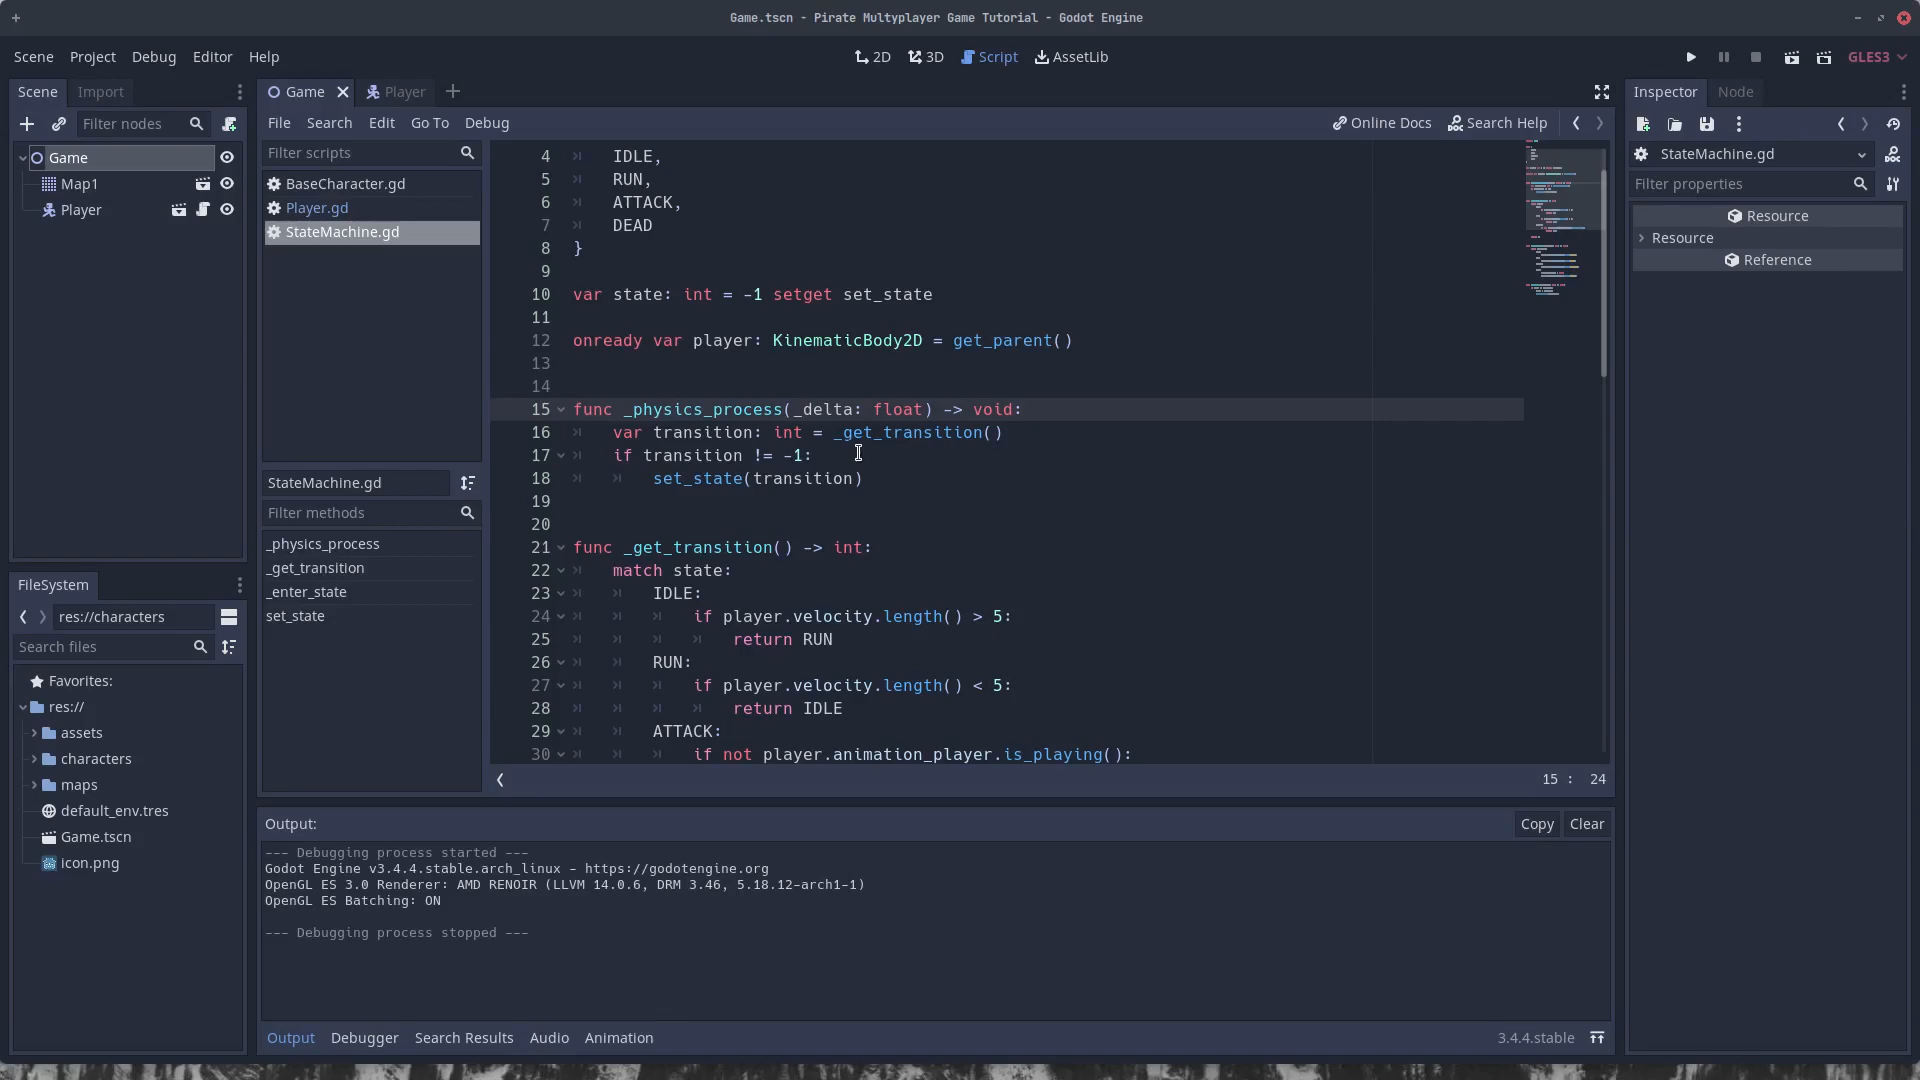 Game.tscn - Pirate Multyplayer Game Tutorial - Godot Engine
Scene Project Debug Editor Help
2D 3D Script AssetLib
GLES3
Scene Import
Filter nodes
Game
Map1
Player
FileSystem
res://characters
Search files
Favorites:
res://
assets
characters
maps
default_env.tres
Game.tscn
icon.png
Game Player
File Search Edit Go To Debug
Online Docs Search Help
Filter scripts
BaseCharacter.gd
Player.gd
StateMachine.gd
StateMachine.gd
Filter methods
_physics_process
_get_transition
_enter_state
set_state
4 IDLE,
5 RUN,
6 ATTACK,
7 DEAD
8 }
9
10 var state: int = -1 setget set_state
11
12 onready var player: KinematicBody2D = get_parent()
13
14
15 func _physics_process(_delta: float) -> void:
16 var transition: int = _get_transition()
17 if transition != -1:
18 set_state(transition)
19
20
21 func _get_transition() -> int:
22 match state:
23 IDLE:
24 if player.velocity.length() > 5:
25 return RUN
26 RUN:
27 if player.velocity.length() < 5:
28 return IDLE
29 ATTACK:
30 if not player.animation_player.is_playing():
15 : 24
Output:
Copy Clear
--- Debugging process started ---
Godot Engine v3.4.4.stable.arch_linux - https://godotengine.org
OpenGL ES 3.0 Renderer: AMD RENOIR (LLVM 14.0.6, DRM 3.46, 5.18.12-arch1-1)
OpenGL ES Batching: ON
--- Debugging process stopped ---
Output Debugger Search Results Audio Animation
3.4.4.stable
Inspector Node
StateMachine.gd
Filter properties
Resource
Resource
Reference